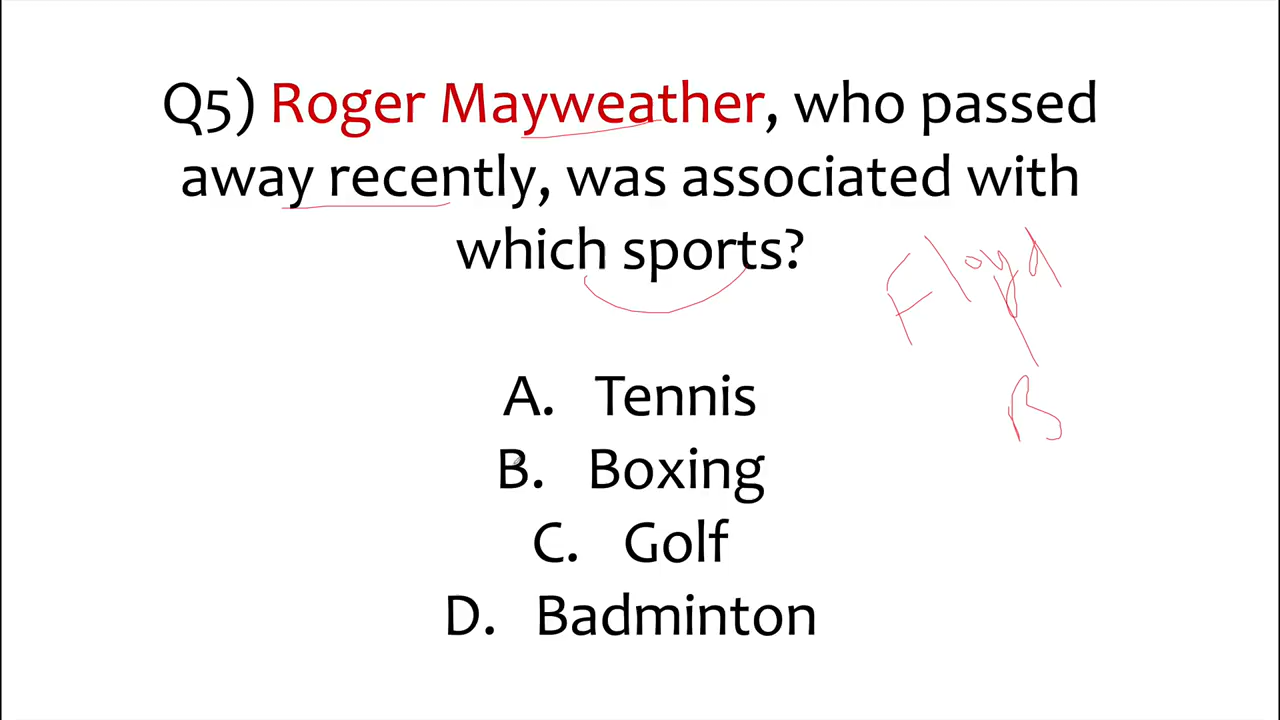 Q5) Roger Mayweather, who passed
away recently, was associated with
which sports?
Floyd
B
A. Tennis
B. Boxing
C. Golf
D. Badminton